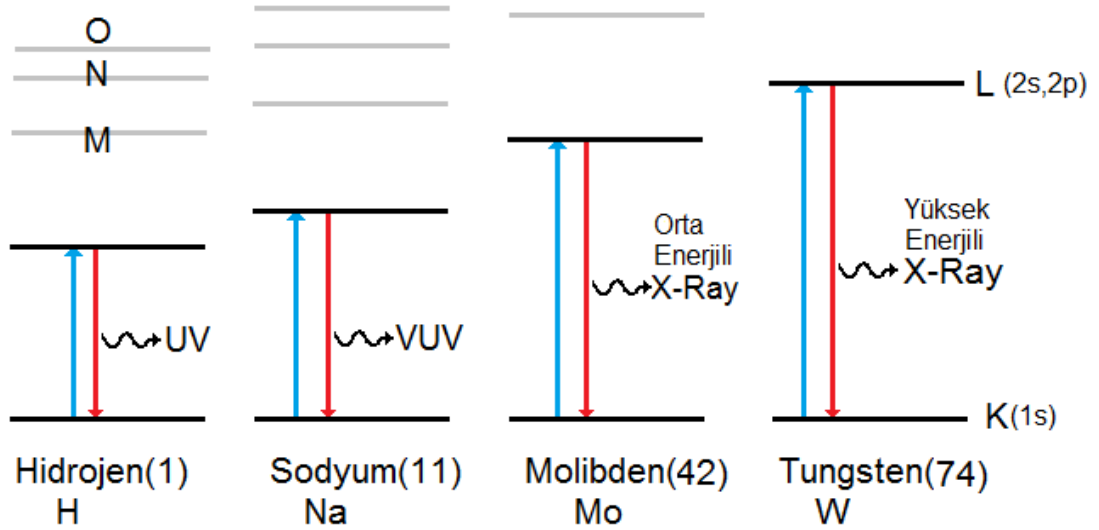 O
N
M
L (2s,2p)
Orta
Enerjili
X-Ray
Yüksek
Enerjili
X-Ray
UV
VUV
K(1s)
Hidrojen(1)
H
Sodyum(11)
Na
Molibden(42)
Mo
Tungsten(74)
W